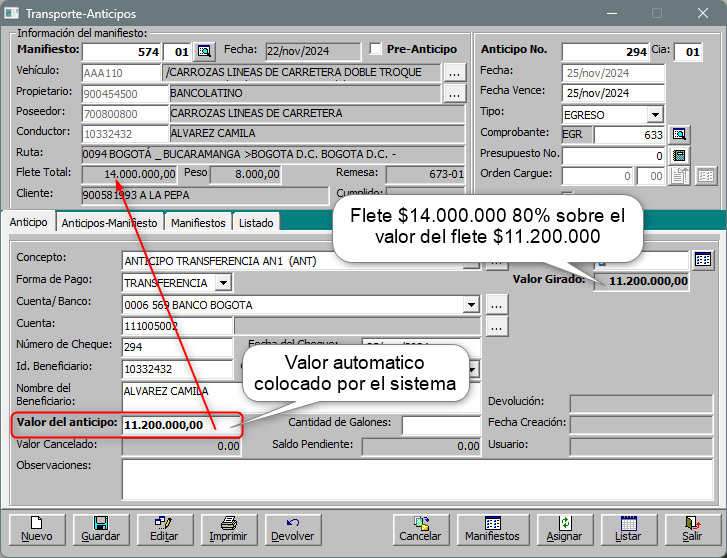 Transporte-Anticipos
Información del manifiesto:
Manifiesto: 574 01 Fecha: 22/nov/2024 Pre-Anticipo
Vehículo: AAA110 /CARROZAS LINEAS DE CARRETERA DOBLE TROQUE ...
Propietario: 900454500 BANCOLATINO ...
Poseedor: 700800800 CARROZAS LINEAS DE CARRETERA
Conductor: 10332432 ALVAREZ CAMILA
Ruta: 0094 BOGOTÁ _ BUCARAMANGA >BOGOTA D.C. BOGOTA D.C. -
Flete Total: 14.000.000,00 Peso 8.000,00 Remesa: 673-01
Cliente: 900581993 A LA PEPA Cumplido:
Anticipo No. 294 Cia: 01
Fecha: 25/nov/2024
Fecha Vence: 25/nov/2024
Tipo: EGRESO
Comprobante: EGR 633
Presupuesto No. 0
Orden Cargue: 0 00
Flete $14.000.000 80% sobre el
valor del flete $11.200.000
Anticipo Anticipos-Manifiesto Manifiestos Listado
Concepto: ANTICIPO TRANSFERENCIA AN1 (ANT) ...
Forma de Pago: TRANSFERENCIA Valor Girado: 11.200.000,00
Cuenta/ Banco: 0006 569 BANCO BOGOTA ...
Cuenta: 111005002 ...
Número de Cheque: 294 Fecha del Cheque:
Id. Beneficiario: 10332432
Valor automatico
colocado por el sistema
Nombre del
Beneficiario: ALVAREZ CAMILA
Devolución:
Valor del anticipo: 11.200.000,00 Cantidad de Galones: Fecha Creación:
Valor Cancelado: 0.00 Saldo Pendiente: 0.00 Usuario:
Observaciones:
Nuevo Guardar Editar Imprimir Devolver Cancelar Manifiestos Asignar Listar Salir